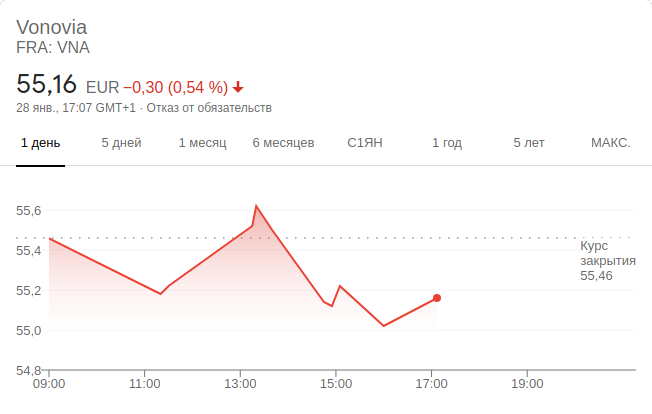 Vonovia
FRA: VNA
55,16 EUR −0,30 (0,54 %)
28 янв., 17:07 GMT+1 · Отказ от обязательств
1 день 5 дней 1 месяц 6 месяцев С1ЯН 1 год 5 лет МАКС.
55,6
55,4
55,2
55,0
54,8
Курс
закрытия
55,46
09:00 11:00 13:00 15:00 17:00 19:00